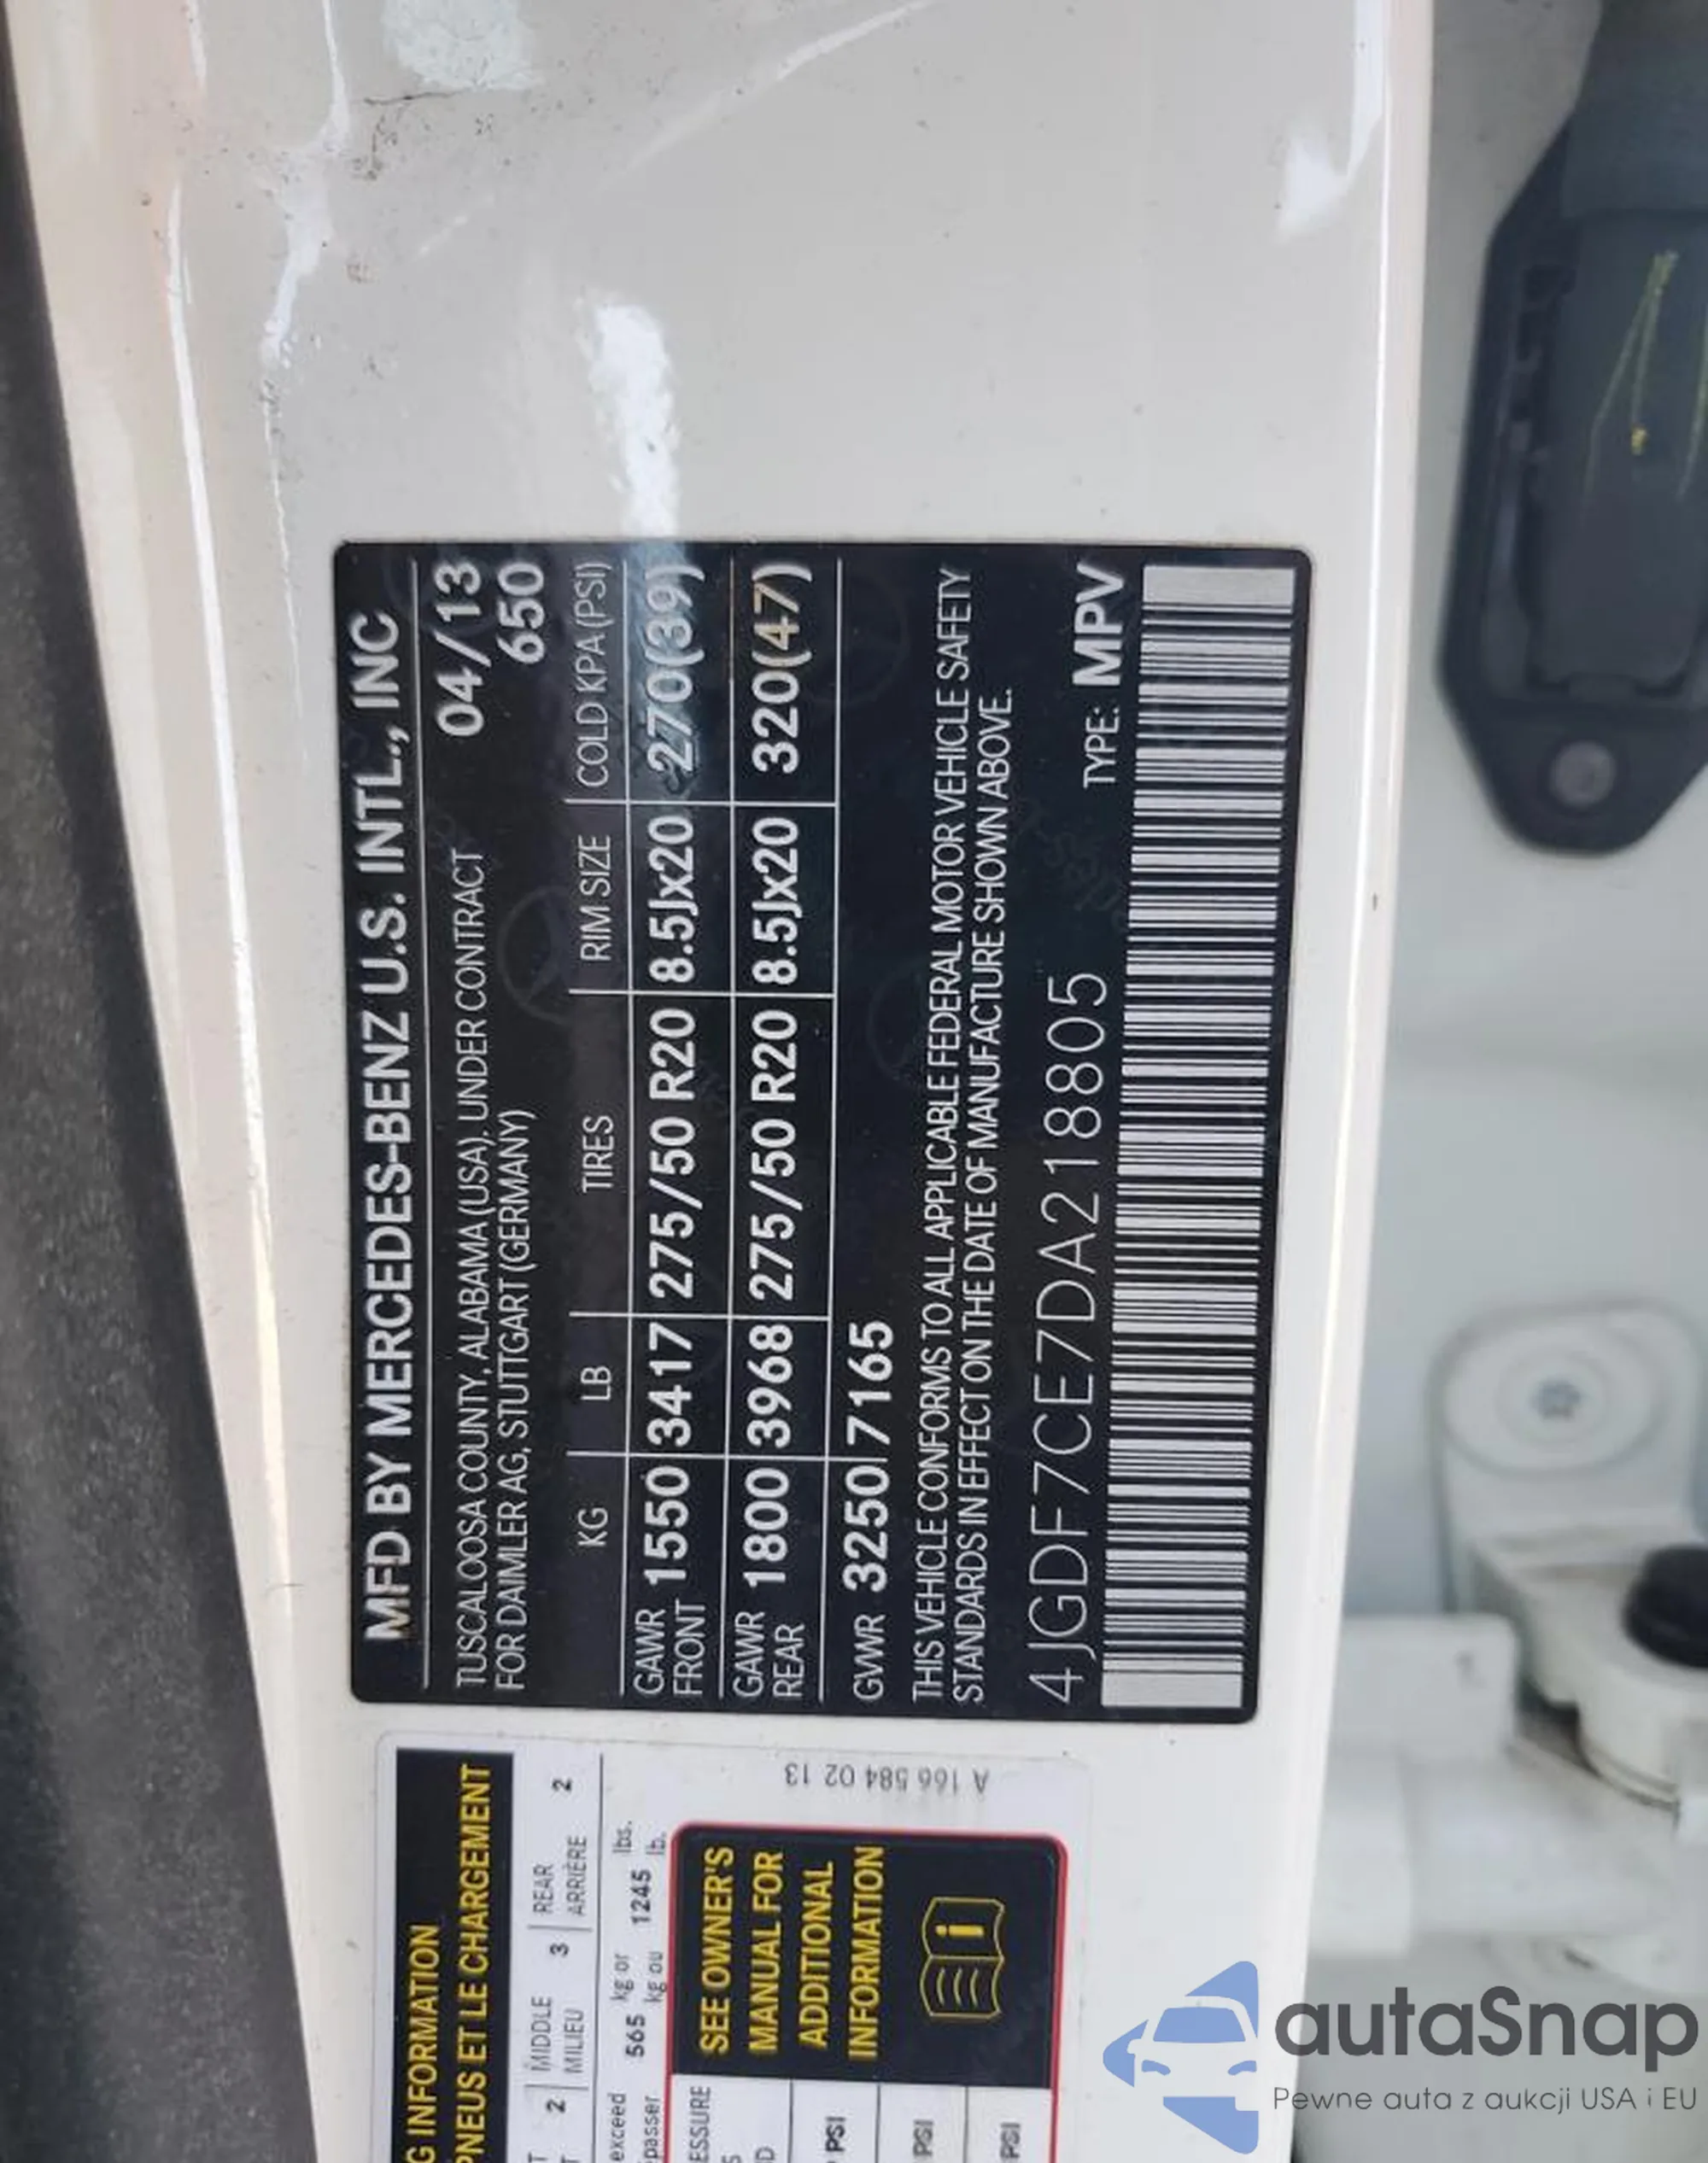 MFD BY MERCEDES-BENZ U.S. INTL., INC
TUSCALOOSA COUNTY, ALABAMA (USA). UNDER CONTRACT 04/13
FOR DAIMLER AG, STUTTGART (GERMANY) 650
KG LB TIRES RIM SIZE COLD KPA (PSI)
GAWR FRONT 1550 3417 275/50 R20 8.5Jx20 270(39)
GAWR REAR 1800 3968 275/50 R20 8.5Jx20 320(47)
GVWR 3250 7165
THIS VEHICLE CONFORMS TO ALL APPLICABLE FEDERAL MOTOR VEHICLE SAFETY
STANDARDS IN EFFECT ON THE DATE OF MANUFACTURE SHOWN ABOVE.
4JGDF7CE7DA218805 TYPE: MPV
G INFORMATION
PNEUS ET LE CHARGEMENT
2 MIDDLE 3 REAR 2
MILIEU ARRIÈRE
exceed 565 kg or 1245 lbs.
passer kg ou lb.
ESSURE
PSI
PSI
PSI
SEE OWNER'S
MANUAL FOR
ADDITIONAL
INFORMATION
A 166 584 02 13
autaSnap
Pewne auta z aukcji USA i EU